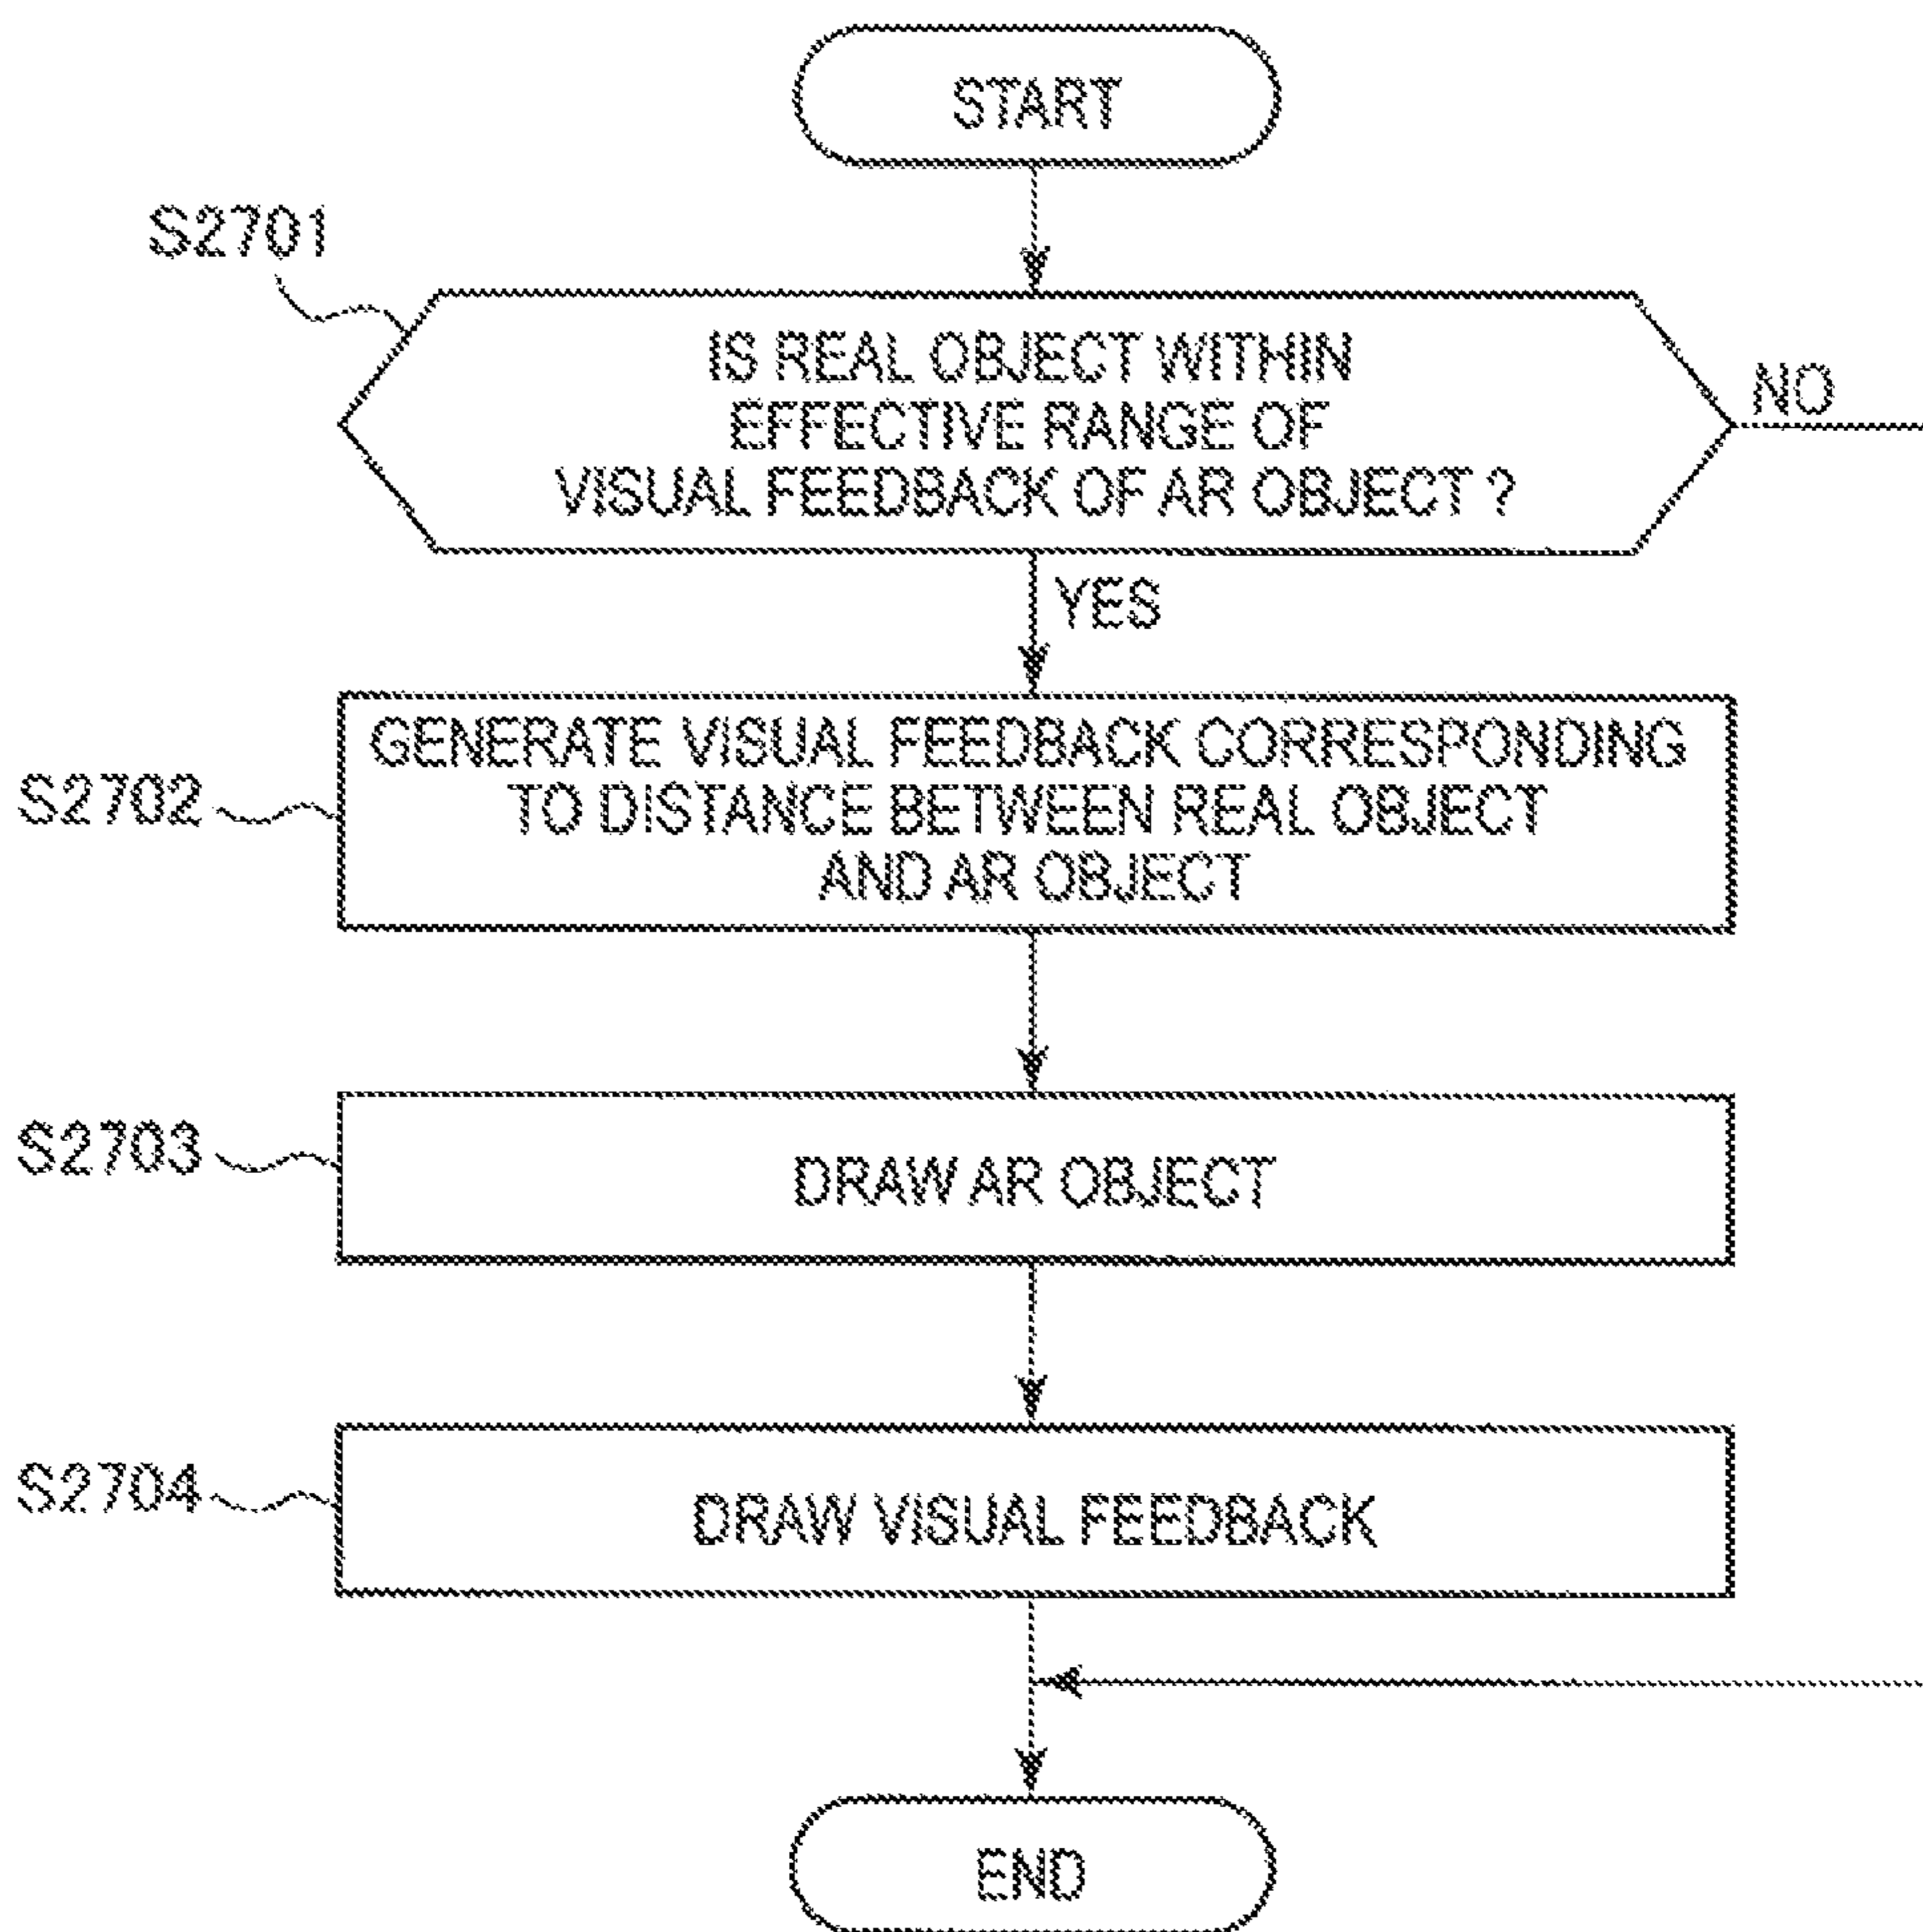 START
S2701
IS REAL OBJECT WITHIN
EFFECTIVE RANGE OF
VISUAL FEEDBACK OF AR OBJECT ?
NO
YES
S2702
GENERATE VISUAL FEEDBACK CORRESPONDING
TO DISTANCE BETWEEN REAL OBJECT
AND AR OBJECT
S2703
DRAW AR OBJECT
S2704
DRAW VISUAL FEEDBACK
END